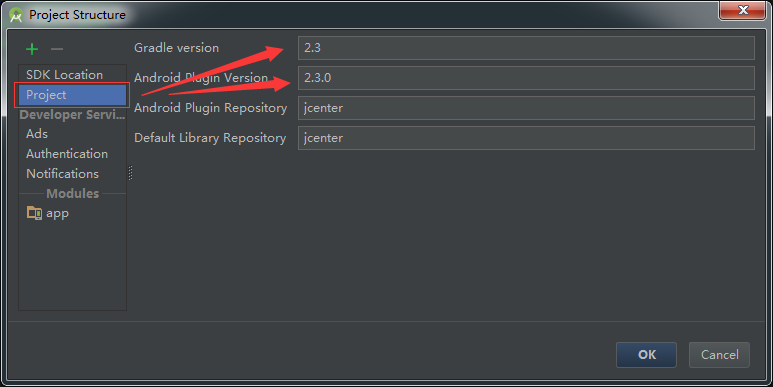 Project Structure
SDK Location
Project
Developer Servi...
Ads
Authentication
Notifications
Modules
app
Gradle version 2.3
Android Plugin Version 2.3.0
Android Plugin Repository jcenter
Default Library Repository jcenter
OK Cancel